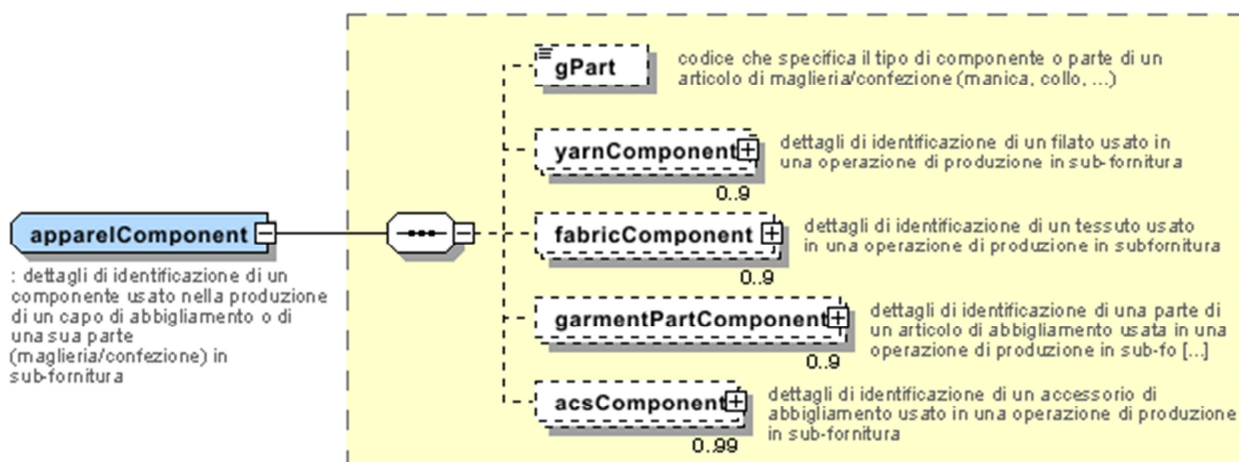 gPart
codice che specifica il tipo di componente o parte di un
articolo di maglieria/confezione (manica, collo, ...)
yarnComponent
dettagli di identificazione di un filato usato in
una operazione di produzione in sub-fornitura
0..9
apparelComponent
: dettagli di identificazione di un
componente usato nella produzione
di un capo di abbigliamento o di
una sua parte
(maglieria/confezione) in
sub-fornitura
fabricComponent
dettagli di identificazione di un tessuto usato
in una operazione di produzione in subfornitura
0..9
garmentPartComponent
dettagli di identificazione di una parte di
un articolo di abbigliamento usata in una
operazione di produzione in sub-fo [...]
0..9
acsComponent
dettagli di identificazione di un accessorio di
abbigliamento usato in una operazione di produzione
in sub-fornitura
0..99